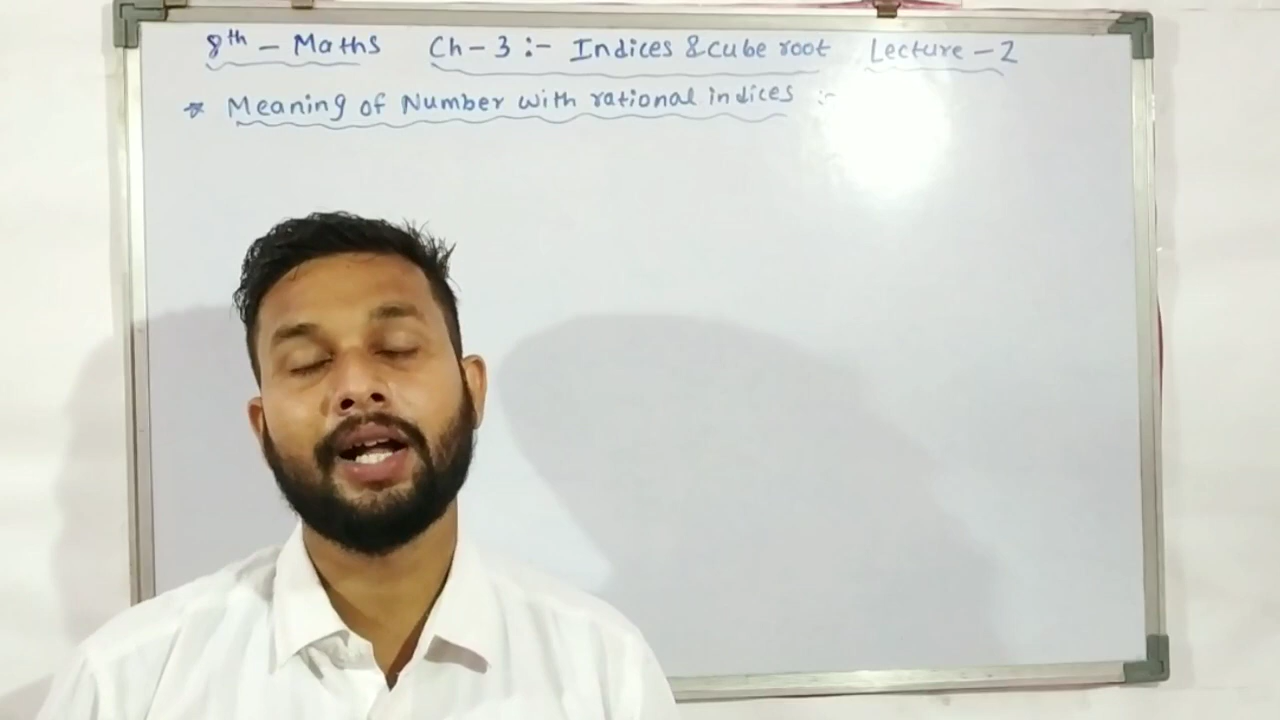 8th - Maths Ch-3 :- Indices & cube root Lecture - 2
* Meaning of Number with rational indices :-